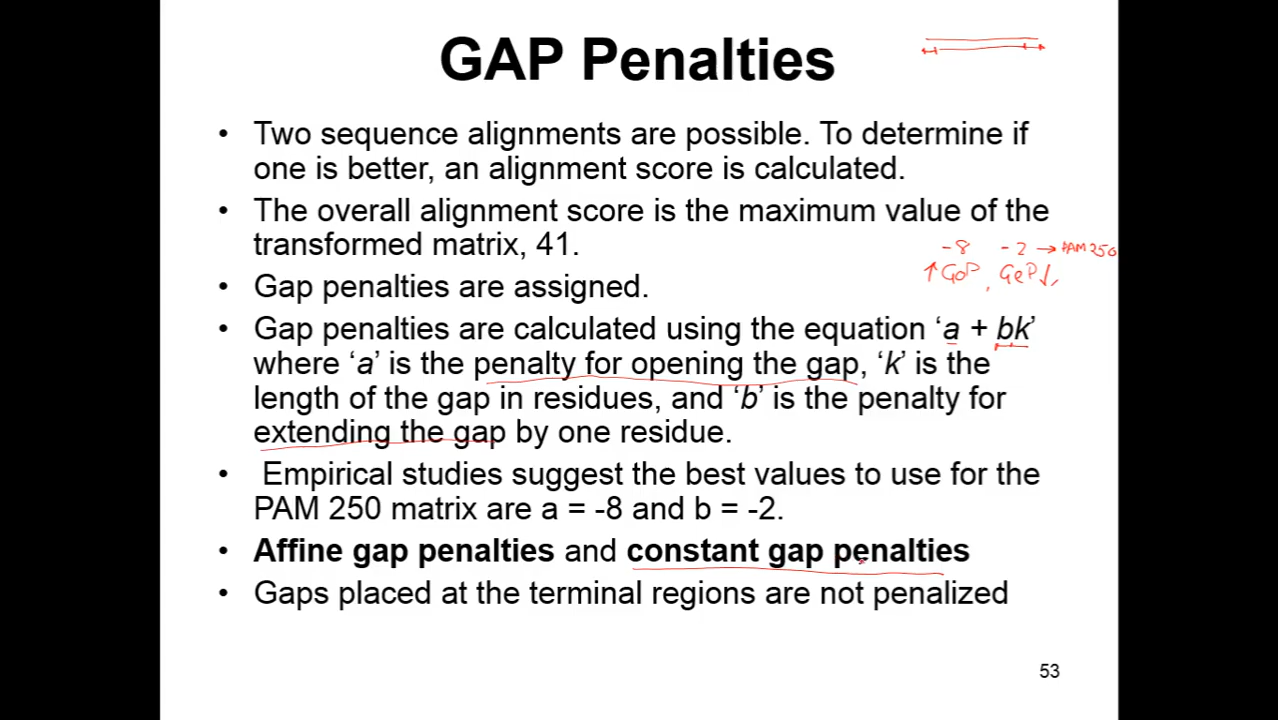 GAP Penalties
• Two sequence alignments are possible. To determine if
one is better, an alignment score is calculated.
• The overall alignment score is the maximum value of the
transformed matrix, 41.
-8 -2 → PAM 250
↑ GOP, GeP ↓
• Gap penalties are assigned.
• Gap penalties are calculated using the equation ‘a + bk’
where ‘a’ is the penalty for opening the gap, ‘k’ is the
length of the gap in residues, and ‘b’ is the penalty for
extending the gap by one residue.
• Empirical studies suggest the best values to use for the
PAM 250 matrix are a = -8 and b = -2.
• Affine gap penalties and constant gap penalties
• Gaps placed at the terminal regions are not penalized
53